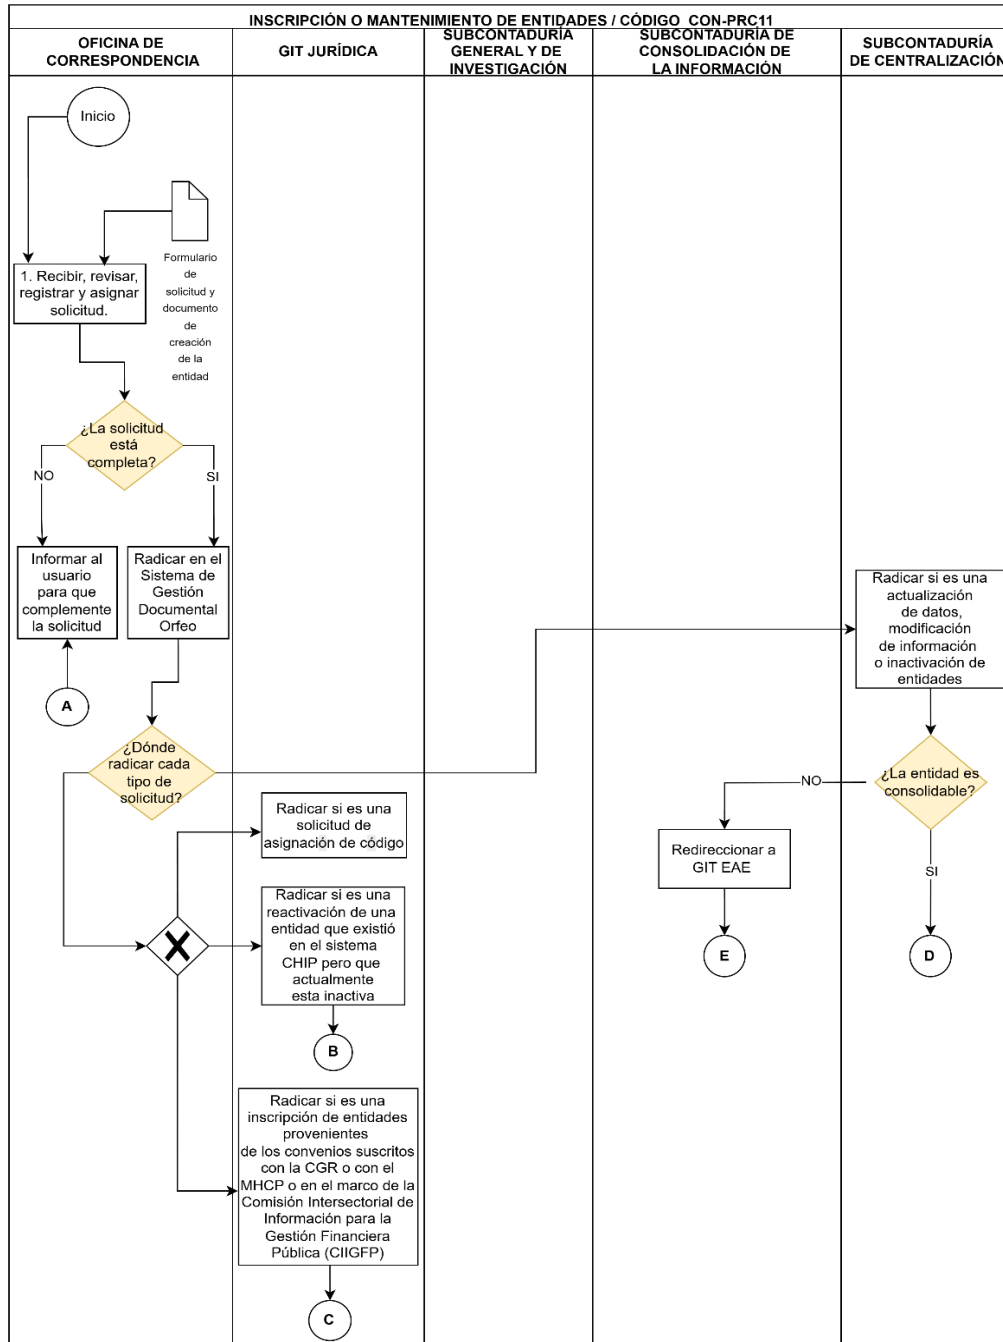 INSCRIPCIÓN O MANTENIMIENTO DE ENTIDADES / CÓDIGO CON-PRC11
OFICINA DE
CORRESPONDENCIA
GIT JURÍDICA
SUBCONTADURÍA
GENERAL Y DE
INVESTIGACIÓN
SUBCONTADURÍA DE
CONSOLIDACIÓN DE
LA INFORMACIÓN
SUBCONTADURÍA
DE CENTRALIZACIÓN
Inicio
Formulario
de
solicitud y
documento
de
creación
de la
entidad
1. Recibir, revisar,
registrar y asignar
solicitud.
¿La solicitud
está
completa?
NO
SI
Informar al
usuario
para que
complemente
la solicitud
Radicar en el
Sistema de
Gestión
Documental
Orfeo
Radicar si es una
actualización
de datos,
modificación
de información
o inactivación de
entidades
A
¿Dónde
radicar cada
tipo de
solicitud?
¿La entidad es
consolidable?
NO
SI
Radicar si es una
solicitud de
asignación de código
Redireccionar a
GIT EAE
Radicar si es una
reactivación de una
entidad que existió
en el sistema
CHIP pero que
actualmente
esta inactiva
E
D
B
Radicar si es una
inscripción de entidades
provenientes
de los convenios suscritos
con la CGR o con el
MHCP o en el marco de la
Comisión Intersectorial de
Información para la
Gestión Financiera
Pública (CIIGFP)
C